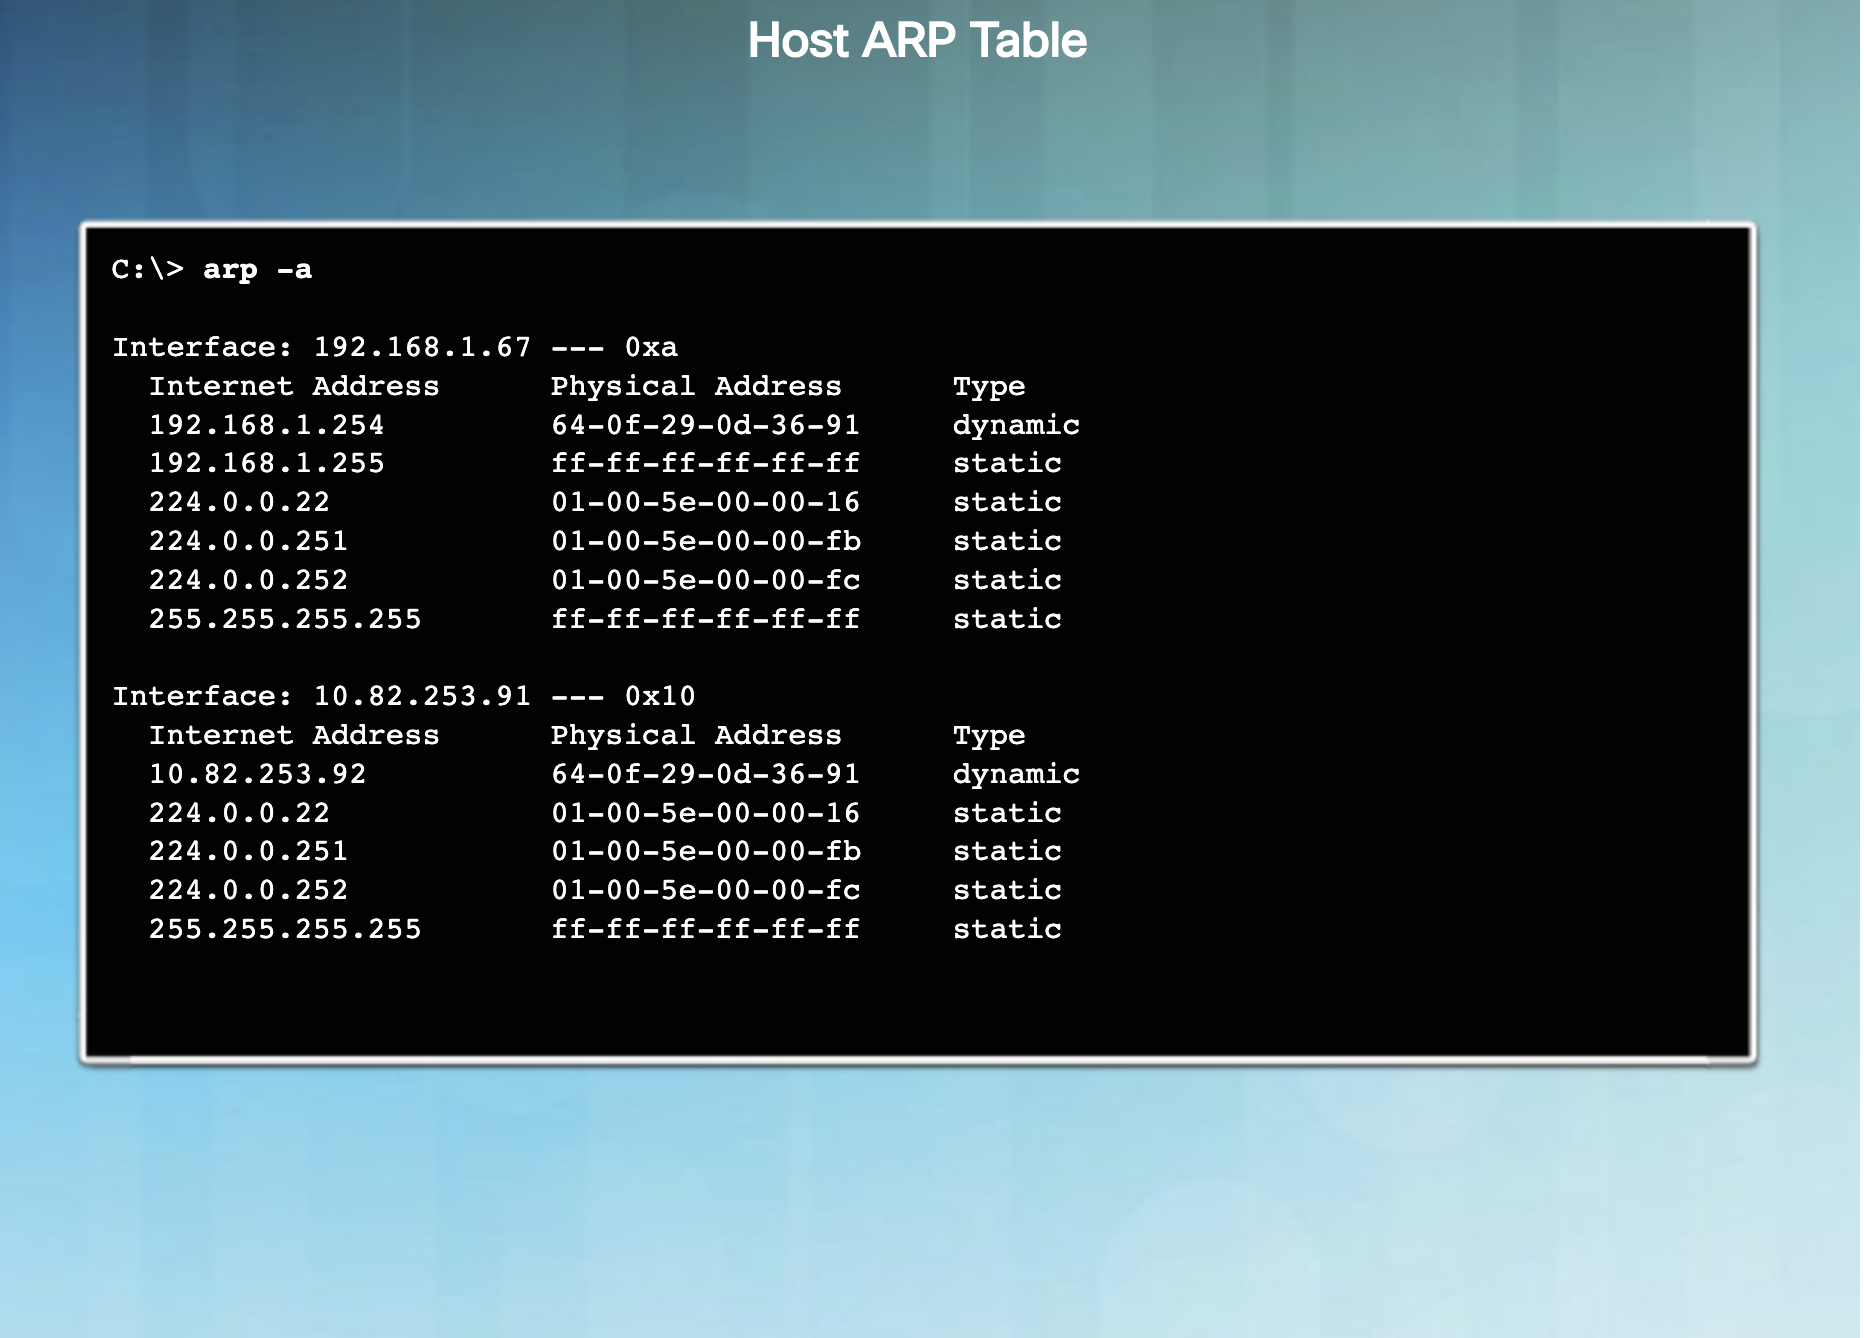 Host ARP Table
C:\> arp -a
Interface: 192.168.1.67 --- 0xa
Internet Address Physical Address Type
192.168.1.254 64-0f-29-0d-36-91 dynamic
192.168.1.255 ff-ff-ff-ff-ff-ff static
224.0.0.22 01-00-5e-00-00-16 static
224.0.0.251 01-00-5e-00-00-fb static
224.0.0.252 01-00-5e-00-00-fc static
255.255.255.255 ff-ff-ff-ff-ff-ff static
Interface: 10.82.253.91 --- 0x10
Internet Address Physical Address Type
10.82.253.92 64-0f-29-0d-36-91 dynamic
224.0.0.22 01-00-5e-00-00-16 static
224.0.0.251 01-00-5e-00-00-fb static
224.0.0.252 01-00-5e-00-00-fc static
255.255.255.255 ff-ff-ff-ff-ff-ff static